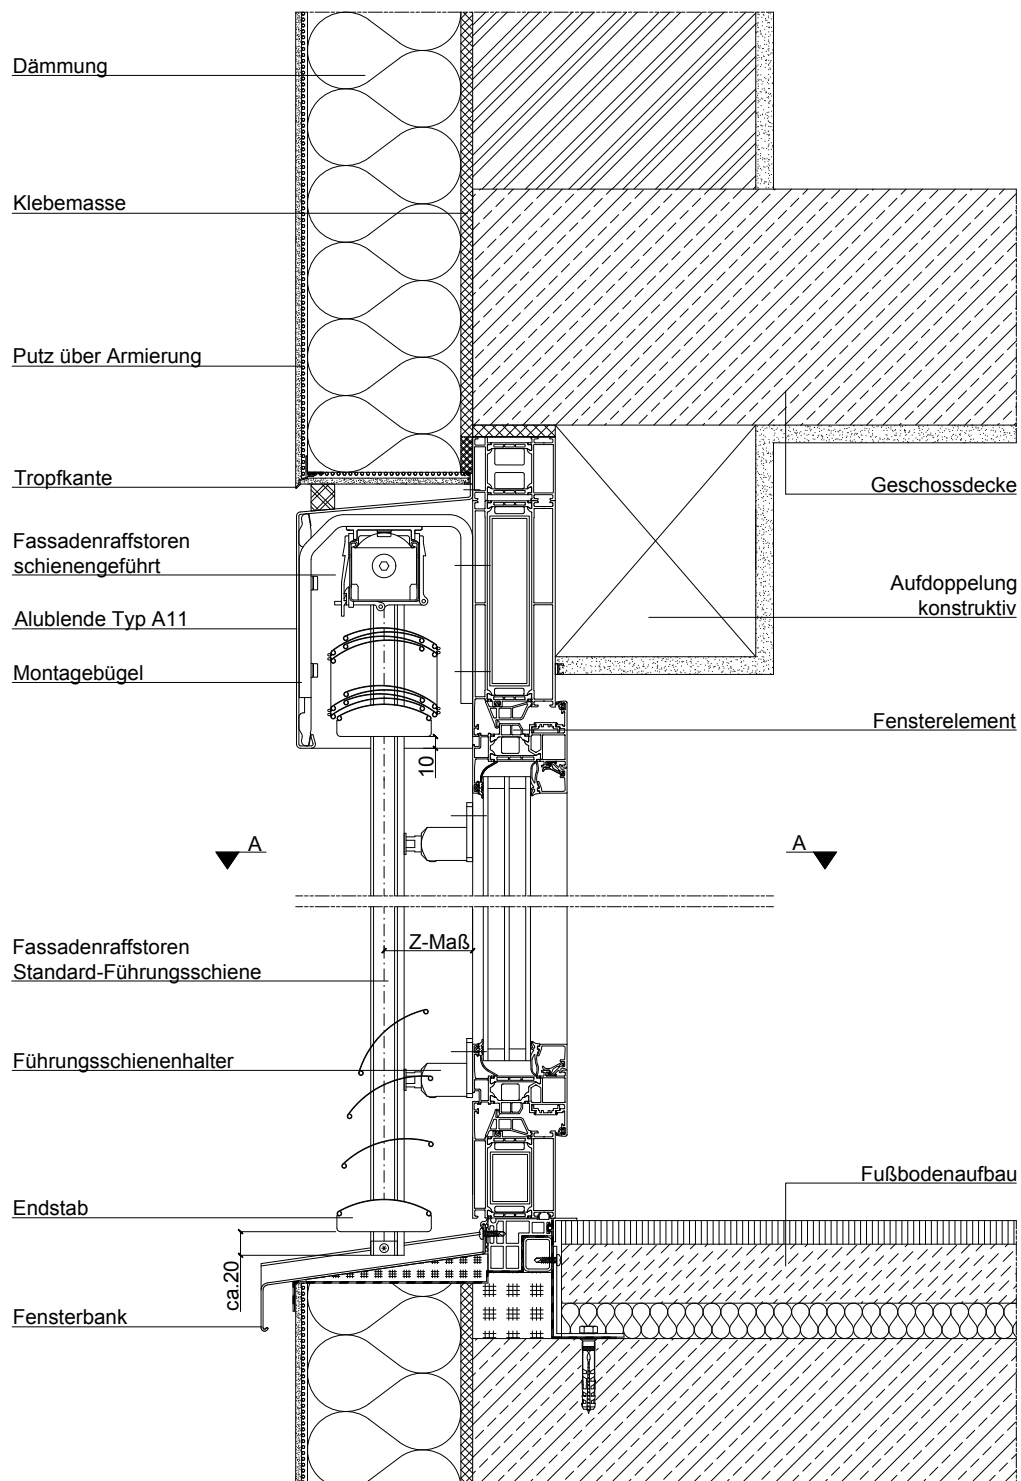 Dämmung
Klebemasse
Putz über Armierung
Tropfkante
Geschossdecke
Fassadenraffstoren
schienengeführt
Aufdoppelung
konstruktiv
Alublende Typ A11
Montagebügel
Fensterelement
10
A
A
Z-Maß
Fassadenraffstoren
Standard-Führungsschiene
Führungsschienenhalter
Fußbodenaufbau
Endstab
ca.20
Fensterbank